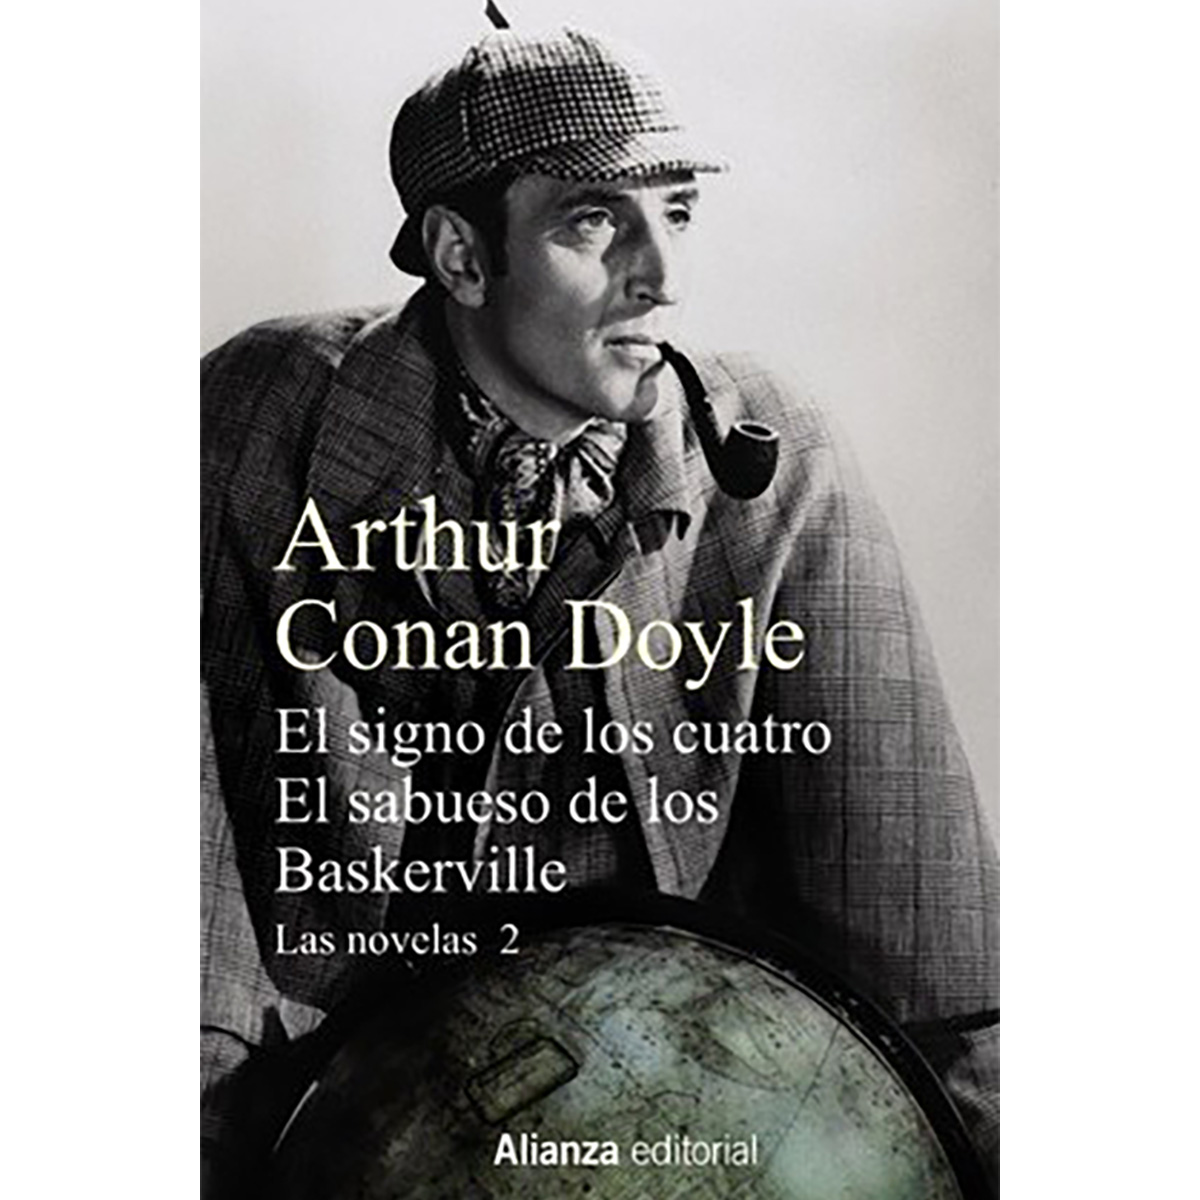 Arthur
Conan Doyle
El signo de los cuatro
El sabueso de los
Baskerville
Las novelas 2
Alianza editorial